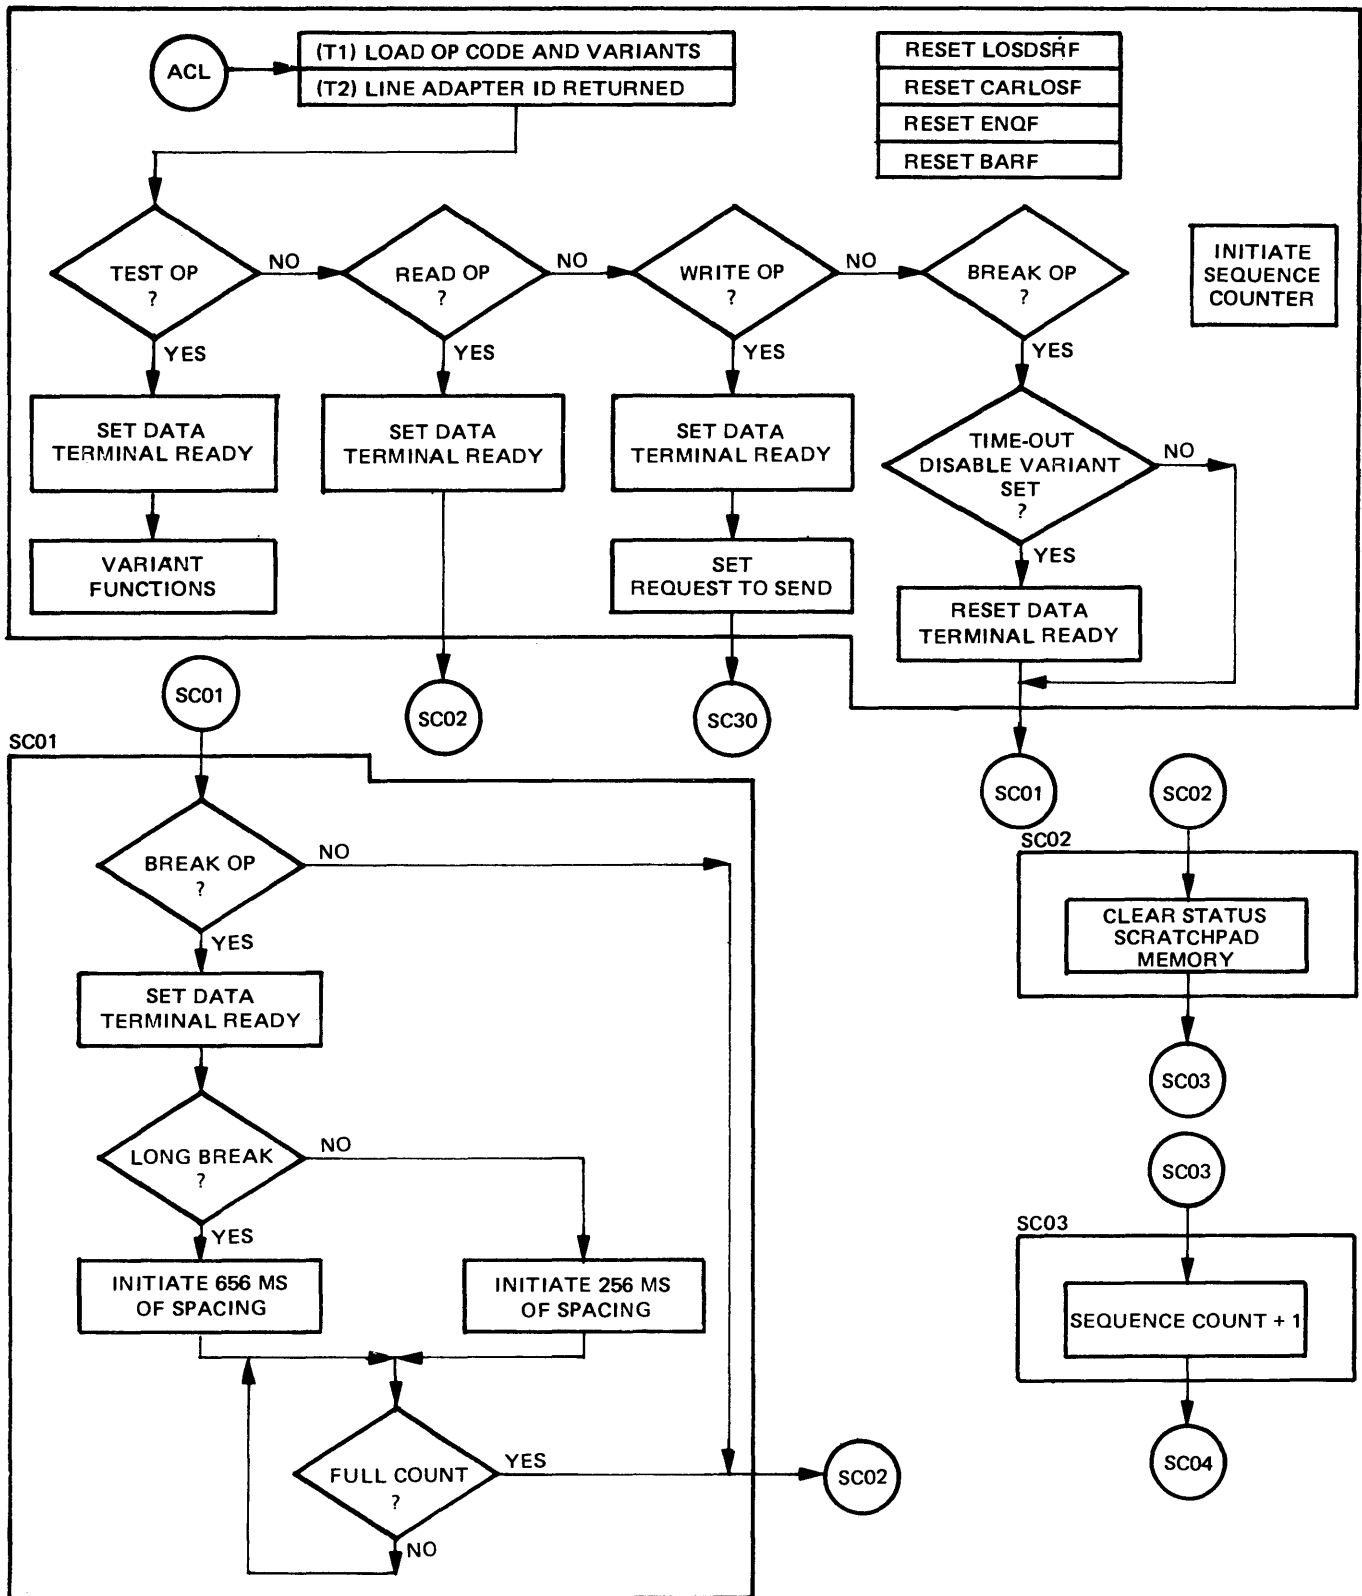 ACL
(T1) LOAD OP CODE AND VARIANTS
(T2) LINE ADAPTER ID RETURNED
RESET LOSDSRF
RESET CARLOSF
RESET ENQF
RESET BARF
TEST OP
?
NO
READ OP
?
NO
WRITE OP
?
NO
BREAK OP
?
INITIATE
SEQUENCE
COUNTER
YES
YES
YES
YES
SET DATA
TERMINAL READY
SET DATA
TERMINAL READY
SET DATA
TERMINAL READY
TIME-OUT
DISABLE VARIANT
SET
?
NO
YES
VARIANT
FUNCTIONS
SET
REQUEST TO SEND
RESET DATA
TERMINAL READY
SC01
SC02
SC30
SC01
SC02
SC01
BREAK OP
?
NO
YES
SET DATA
TERMINAL READY
LONG BREAK
?
NO
YES
INITIATE 656 MS
OF SPACING
INITIATE 256 MS
OF SPACING
FULL COUNT
?
YES
NO
SC02
SC02
CLEAR STATUS
SCRATCHPAD
MEMORY
SC03
SC03
SC03
SEQUENCE COUNT + 1
SC04